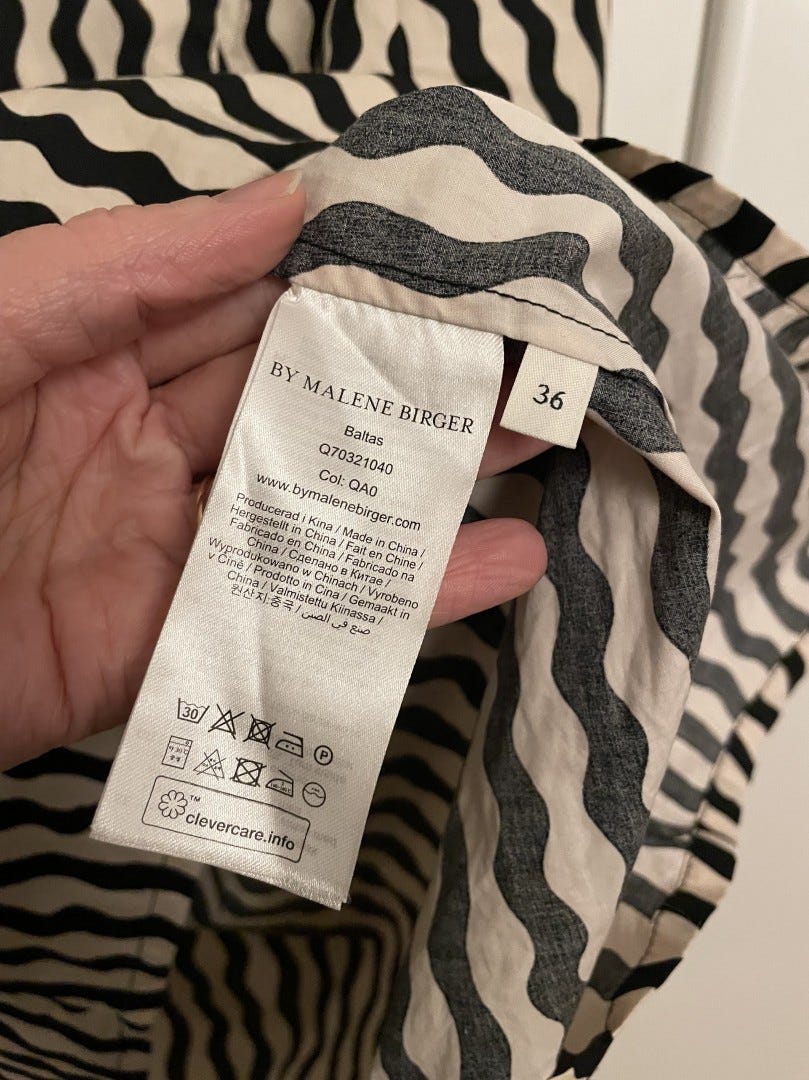 BY MALENE BIRGER
36
Baltas
Q70321040
Col: QA0
www.bymalenebirger.com
Producerad i Kina / Made in China /
Hergestellt in China / Fait en Chine /
Fabricado en China / Fabricado na
China / Сделано в Китае /
Wyprodukowano w Chinach / Vyrobeno
v Číně / Prodotto in Cina / Gemaakt in
China / Valmistettu Kiinassa /
원산지:중국 / صنع في الصين
30
P
clevercare.info™